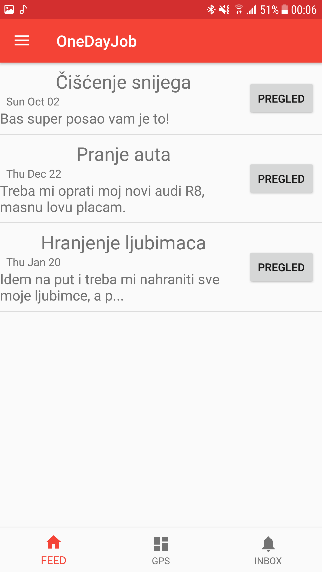 51% 00:06
OneDayJob
Čišćenje snijega
Sun Oct 02
Bas super posao vam je to!
PREGLED
Pranje auta
Thu Dec 22
Treba mi oprati moj novi audi R8,
masnu lovu placam.
PREGLED
Hranjenje ljubimaca
Thu Jan 20
Idem na put i treba mi nahraniti sve
moje ljubimce, a p...
PREGLED
FEED GPS INBOX